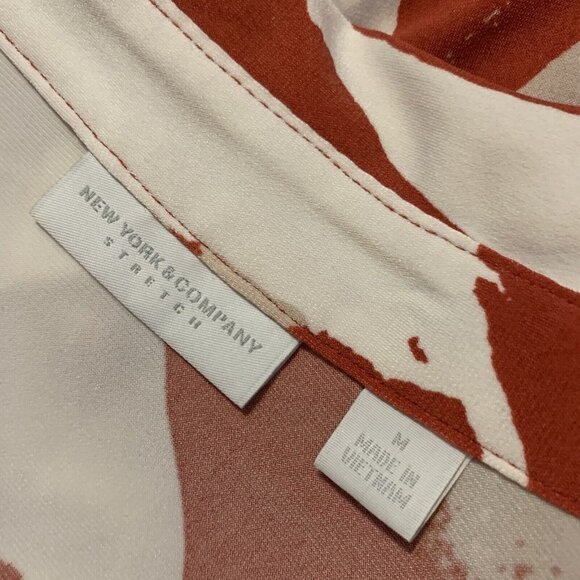 NEW YORK & COMPANY
STRETCH
M
MADE IN
VIETNAM